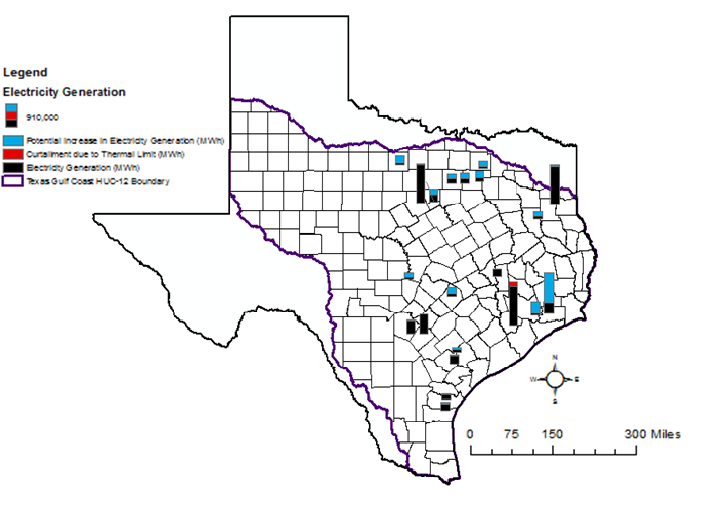 Legend
Electricity Generation
910,000
Potential Increase in Electricity Generation (MWh)
Curtailment due to Thermal Limit (MWh)
Electricity Generation (MWh)
Texas Gulf Coast HUC-12 Boundary
N
W E
S
0 75 150 300 Miles